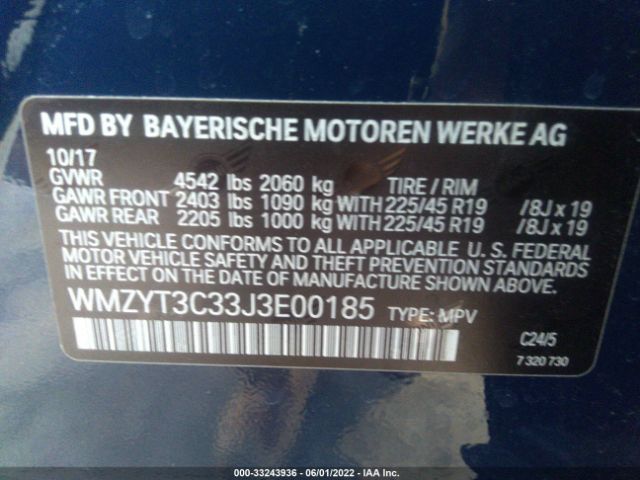 MFD BY BAYERISCHE MOTOREN WERKE AG
10/17
GVWR 4542 lbs 2060 kg TIRE / RIM
GAWR FRONT 2403 lbs 1090 kg WITH 225/45 R19 /8J x 19
GAWR REAR 2205 lbs 1000 kg WITH 225/45 R19 /8J x 19
THIS VEHICLE CONFORMS TO ALL APPLICABLE U. S. FEDERAL
MOTOR VEHICLE SAFETY AND THEFT PREVENTION STANDARDS
IN EFFECT ON THE DATE OF MANUFACTURE SHOWN ABOVE.
WMZYT3C33J3E00185 TYPE: MPV
C24/5
7 320 730
000-33243936 - 06/01/2022 - IAA Inc.